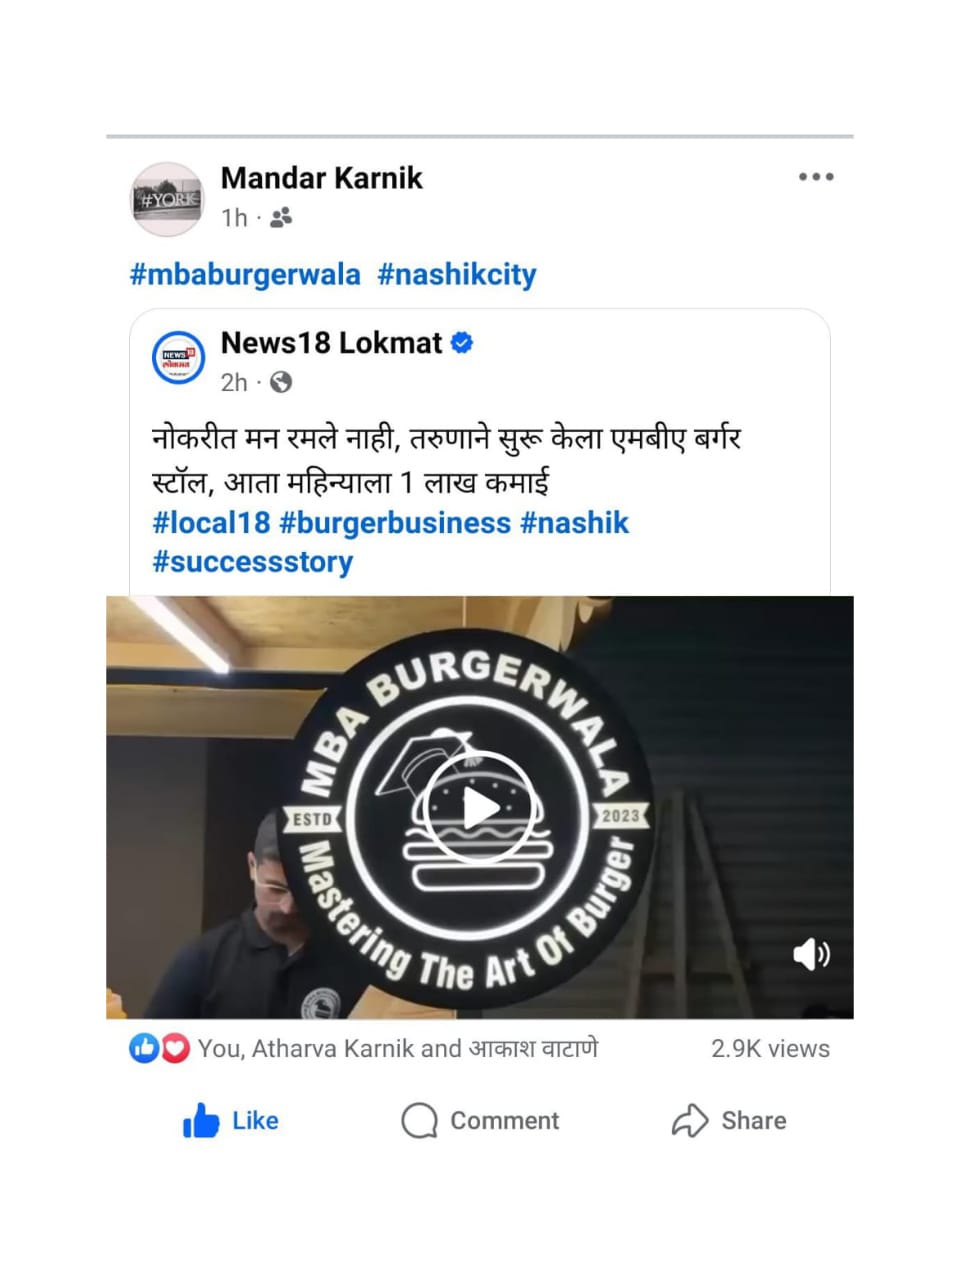 #YORK
Mandar Karnik
1h ·
#mbaburgerwala #nashikcity
NEWS18
लोकमत
News18 Lokmat
2h ·
नोकरीत मन रमले नाही, तरुणाने सुरू केला एमबीए बर्गर
स्टॉल, आता महिन्याला 1 लाख कमाई
#local18 #burgerbusiness #nashik
#successstory
MBA BURGERWALA
ESTD 2023
Mastering The Art Of Burger
You, Atharva Karnik and आकाश वाटाणे 2.9K views
Like Comment Share